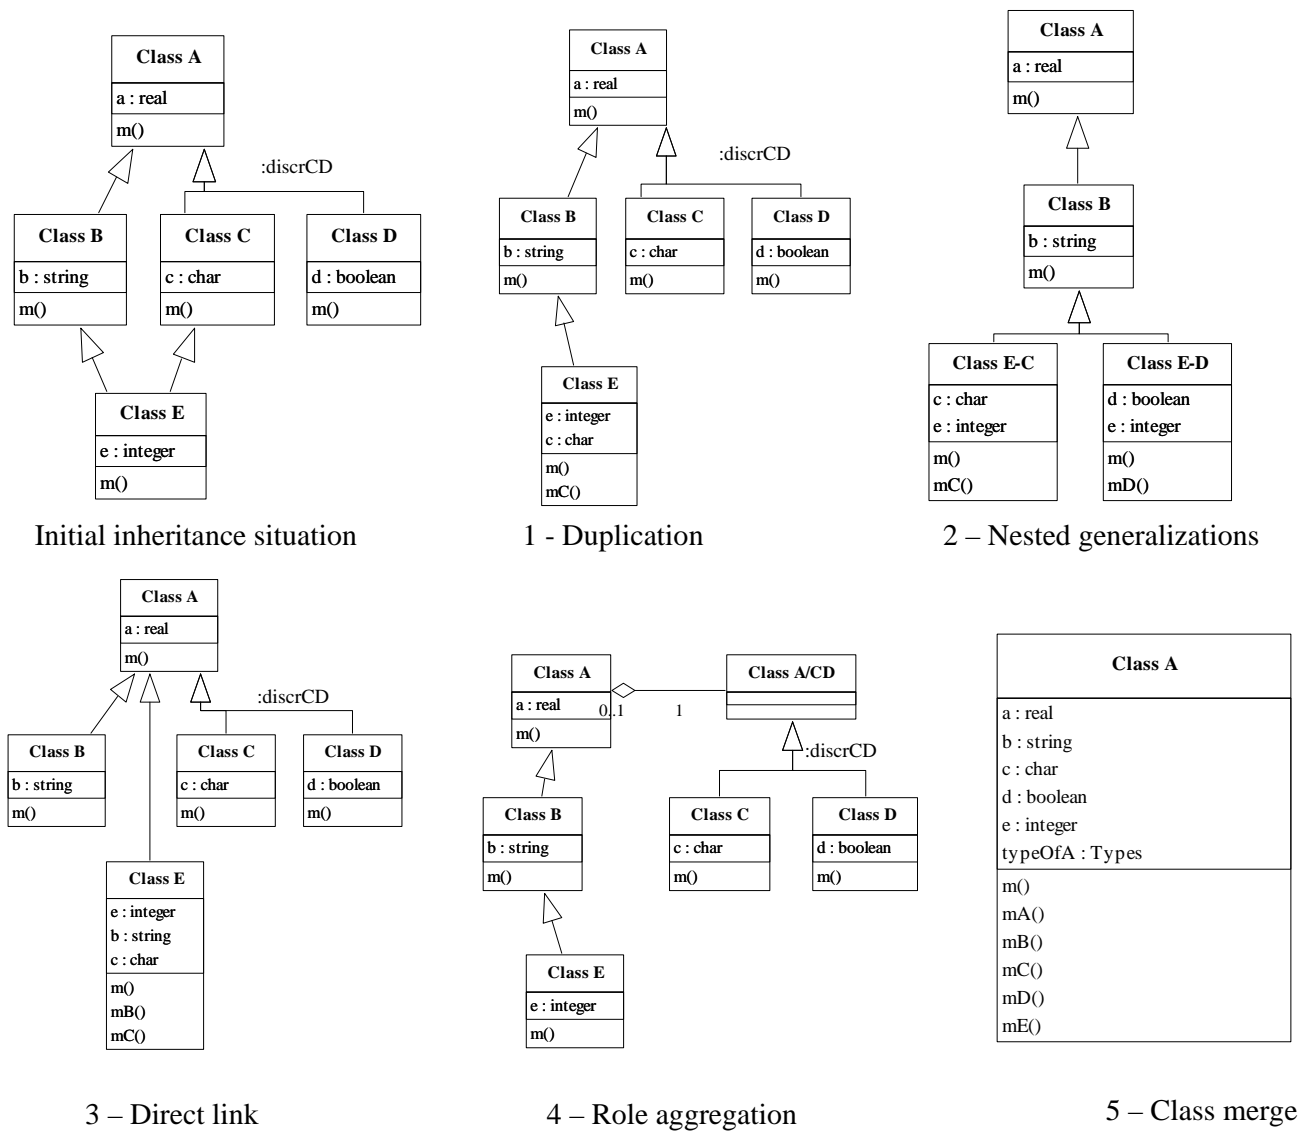 Class A
a : real
m()
:discrCD
Class B
b : string
m()
Class C
c : char
m()
Class D
d : boolean
m()
Class E
e : integer
m()
Initial inheritance situation
Class A
a : real
m()
:discrCD
Class B
b : string
m()
Class C
c : char
m()
Class D
d : boolean
m()
Class E
e : integer
c : char
m()
mC()
1 - Duplication
Class A
a : real
m()
Class B
b : string
m()
Class E-C
c : char
e : integer
m()
mC()
Class E-D
d : boolean
e : integer
m()
mD()
2 – Nested generalizations
Class A
a : real
m()
:discrCD
Class B
b : string
m()
Class C
c : char
m()
Class D
d : boolean
m()
Class E
e : integer
b : string
c : char
m()
mB()
mC()
3 – Direct link
Class A
a : real
m()
0..1
1
Class A/CD
:discrCD
Class B
b : string
m()
Class C
c : char
m()
Class D
d : boolean
m()
Class E
e : integer
m()
4 – Role aggregation
Class A
a : real
b : string
c : char
d : boolean
e : integer
typeOfA : Types
m()
mA()
mB()
mC()
mD()
mE()
5 – Class merge